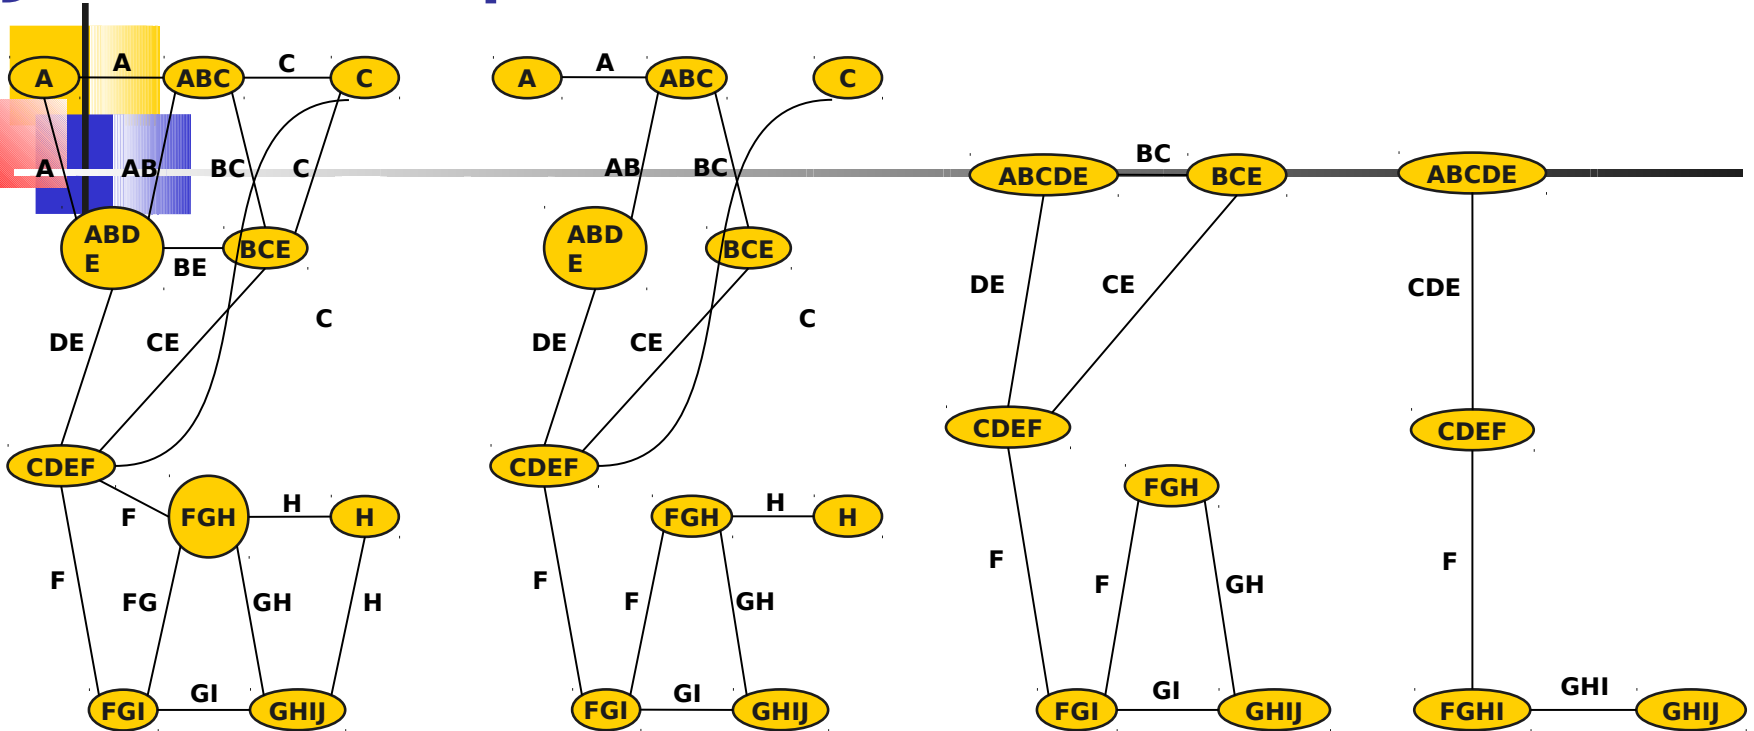 A
A
ABC
C
C
A
AB
BC
C
ABD
E
BE
BCE
C
DE
CE
CDEF
F
FGH
H
H
F
FG
GH
H
FGI
GI
GHIJ
A
A
ABC
C
AB
BC
ABD
E
BCE
C
DE
CE
CDEF
FGH
H
H
F
F
GH
FGI
GI
GHIJ
ABCDE
BC
BCE
DE
CE
CDEF
FGH
F
F
GH
FGI
GI
GHIJ
ABCDE
CDE
CDEF
F
FGHI
GHI
GHIJ